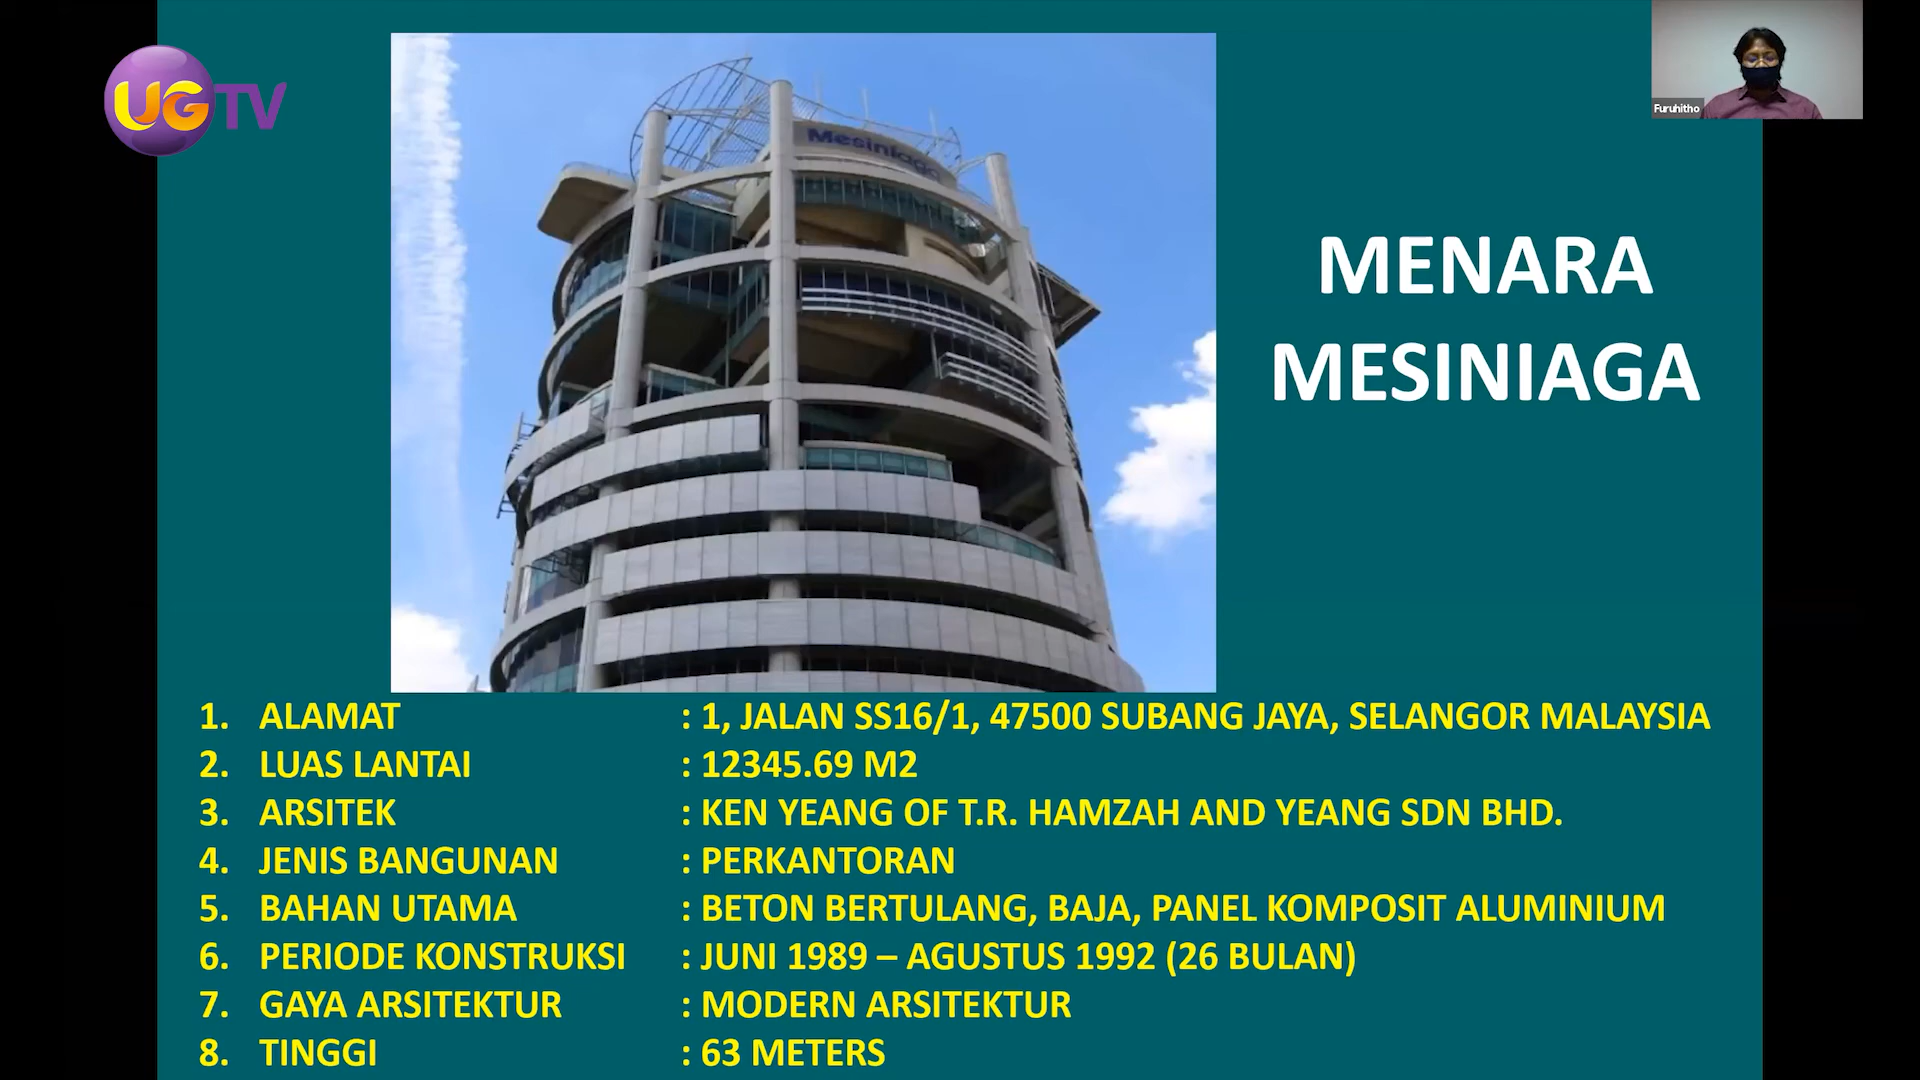 UGTV
Furuhitho
Mesiniaga
MENARA
MESINIAGA
1. ALAMAT : 1, JALAN SS16/1, 47500 SUBANG JAYA, SELANGOR MALAYSIA
2. LUAS LANTAI : 12345.69 M2
3. ARSITEK : KEN YEANG OF T.R. HAMZAH AND YEANG SDN BHD.
4. JENIS BANGUNAN : PERKANTORAN
5. BAHAN UTAMA : BETON BERTULANG, BAJA, PANEL KOMPOSIT ALUMINIUM
6. PERIODE KONSTRUKSI : JUNI 1989 – AGUSTUS 1992 (26 BULAN)
7. GAYA ARSITEKTUR : MODERN ARSITEKTUR
8. TINGGI : 63 METERS